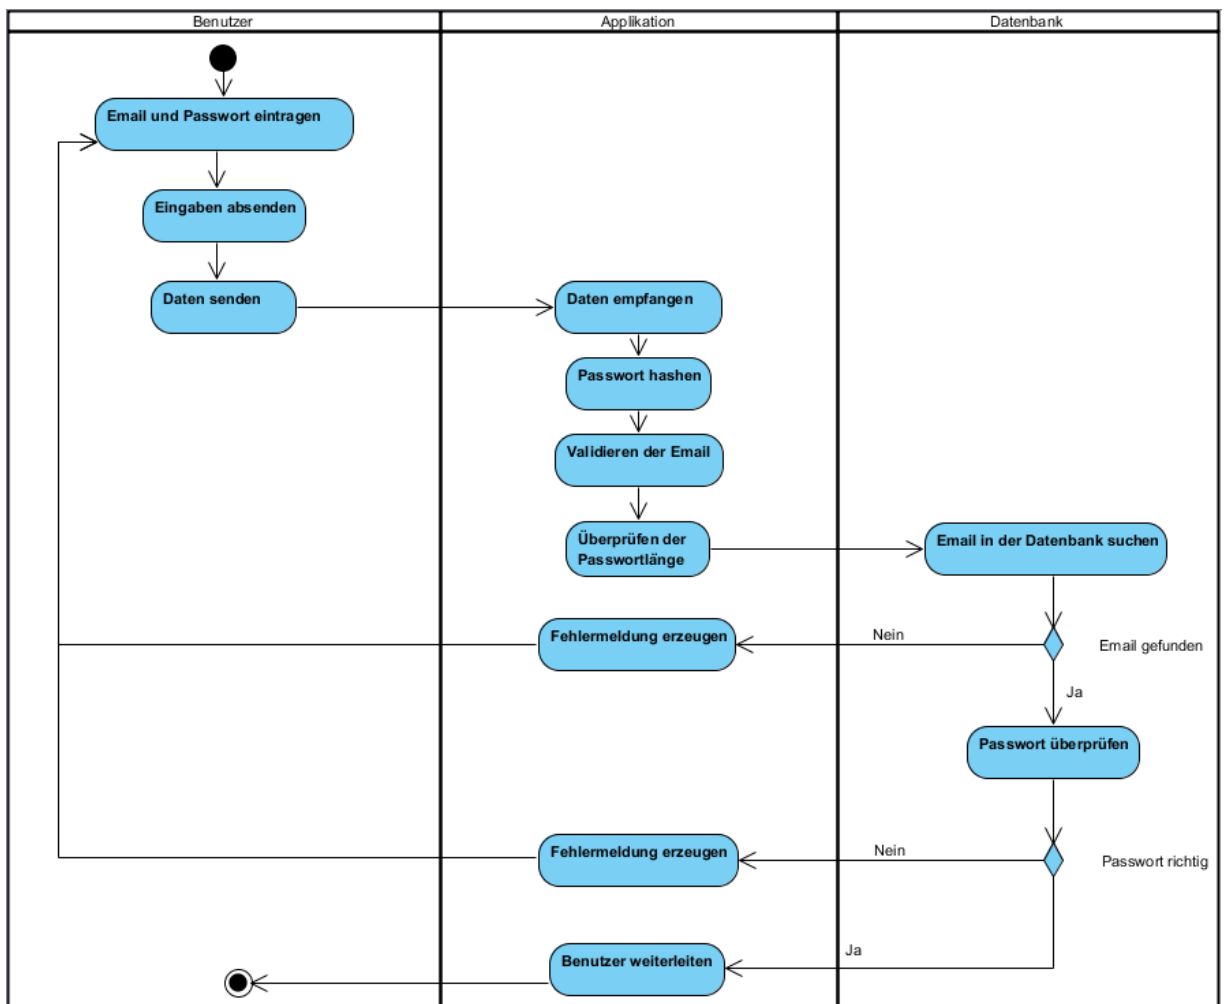 Benutzer
Applikation
Datenbank
Email und Passwort eintragen
Eingaben absenden
Daten senden
Daten empfangen
Passwort hashen
Validieren der Email
Überprüfen der
Passwortlänge
Email in der Datenbank suchen
Fehlermeldung erzeugen
Nein
Email gefunden
Ja
Passwort überprüfen
Fehlermeldung erzeugen
Nein
Passwort richtig
Ja
Benutzer weiterleiten